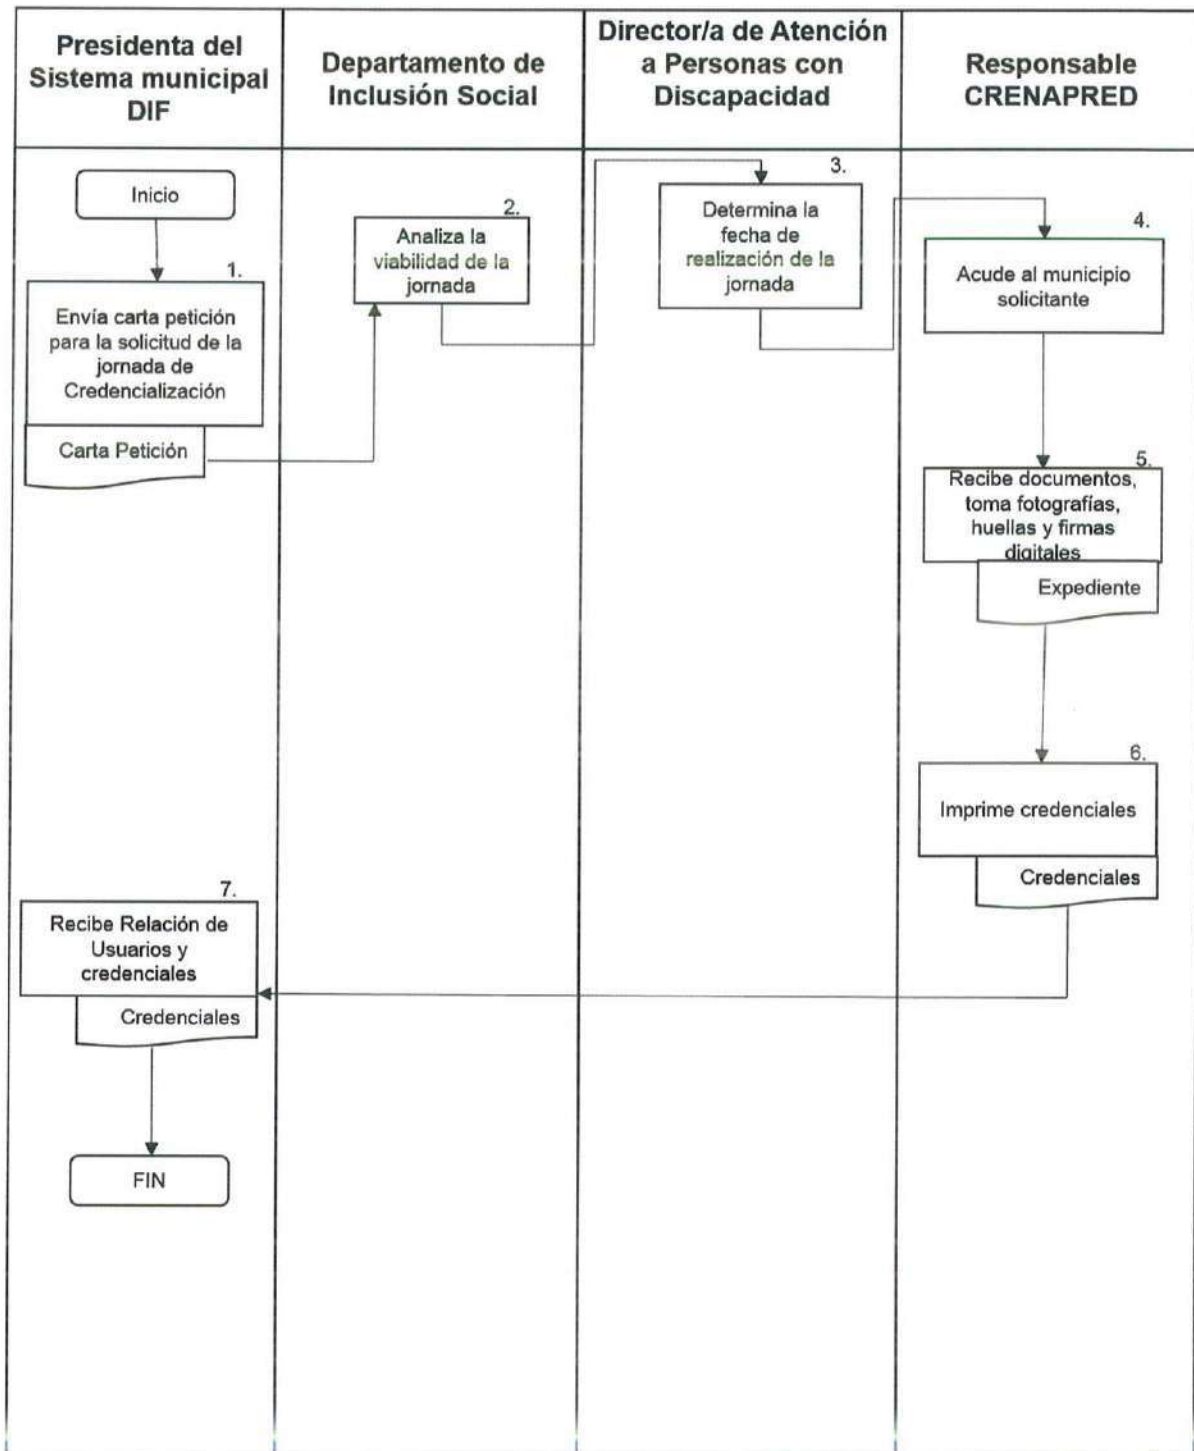 Presidenta del
Sistema municipal
DIF
Departamento de
Inclusión Social
Director/a de Atención
a Personas con
Discapacidad
Responsable
CRENAPRED
Inicio
1.
Envía carta petición
para la solicitud de la
jornada de
Credencialización
Carta Petición
2.
Analiza la
viabilidad de la
jornada
3.
Determina la
fecha de
realización de la
jornada
4.
Acude al municipio
solicitante
5.
Recibe documentos,
toma fotografías,
huellas y firmas
digitales
Expediente
6.
Imprime credenciales
Credenciales
7.
Recibe Relación de
Usuarios y
credenciales
Credenciales
FIN